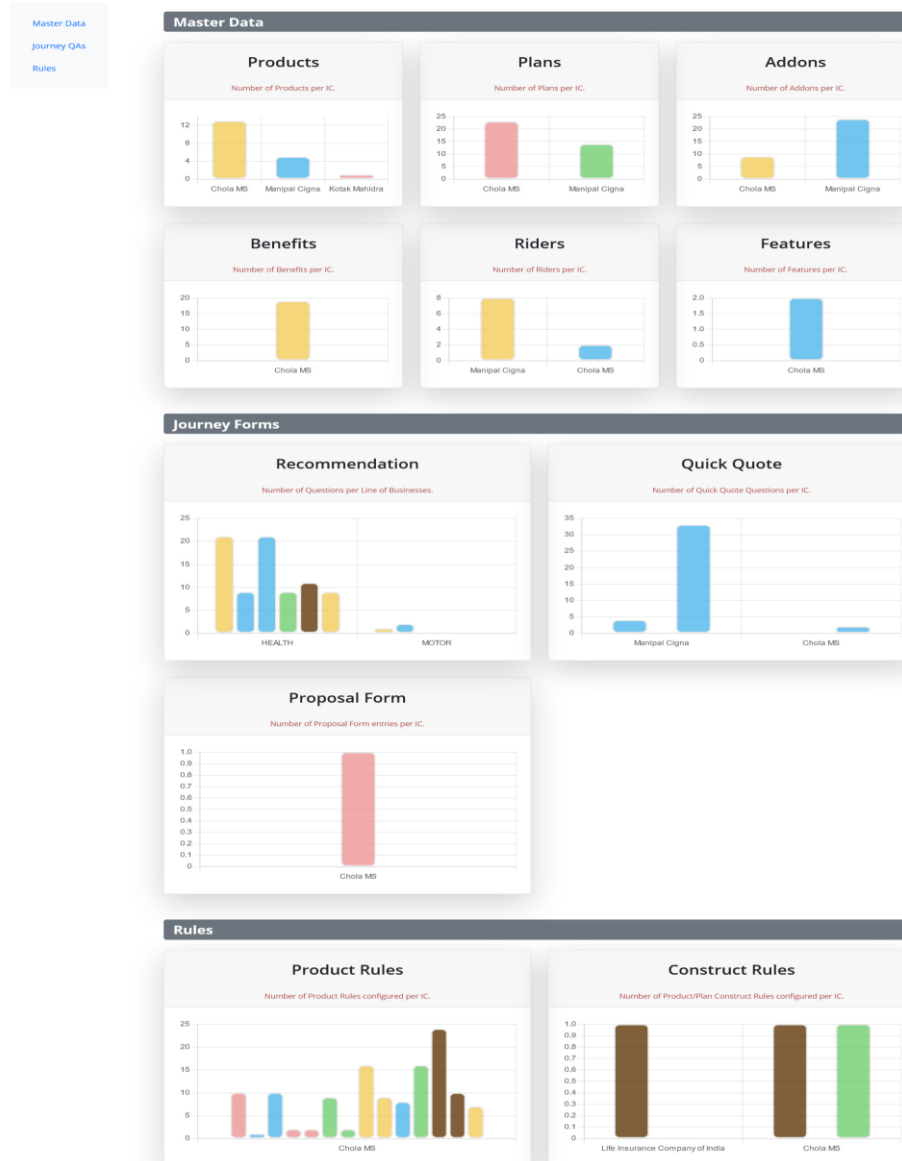 Master Data
Journey QAs
Rules
Master Data
Products
Number of Products per IC.
12
8
4
0
Chola MS Manipal Cigna Kotak Mahidra
Plans
Number of Plans per IC.
25
20
15
10
5
0
Chola MS Manipal Cigna
Addons
Number of Addons per IC.
25
20
15
10
5
0
Chola MS Manipal Cigna
Benefits
Number of Benefits per IC.
20
15
10
5
0
Chola MS
Riders
Number of Riders per IC.
8
6
4
2
0
Manipal Cigna Chola MS
Features
Number of Features per IC.
2.0
1.5
1.0
0.5
0
Chola MS
Journey Forms
Recommendation
Number of Questions per Line of Businesses.
25
20
15
10
5
0
HEALTH MOTOR
Quick Quote
Number of Quick Quote Questions per IC.
35
30
25
20
15
10
5
0
Manipal Cigna Chola MS
Proposal Form
Number of Proposal Form entries per IC.
1.0
0.9
0.8
0.7
0.6
0.5
0.4
0.3
0.2
0.1
0
Chola MS
Rules
Product Rules
Number of Product Rules configured per IC.
25
20
15
10
5
0
Chola MS
Construct Rules
Number of Product/Plan Construct Rules configured per IC.
1.0
0.9
0.8
0.7
0.6
0.5
0.4
0.3
0.2
0.1
0
Life Insurance Company of India Chola MS